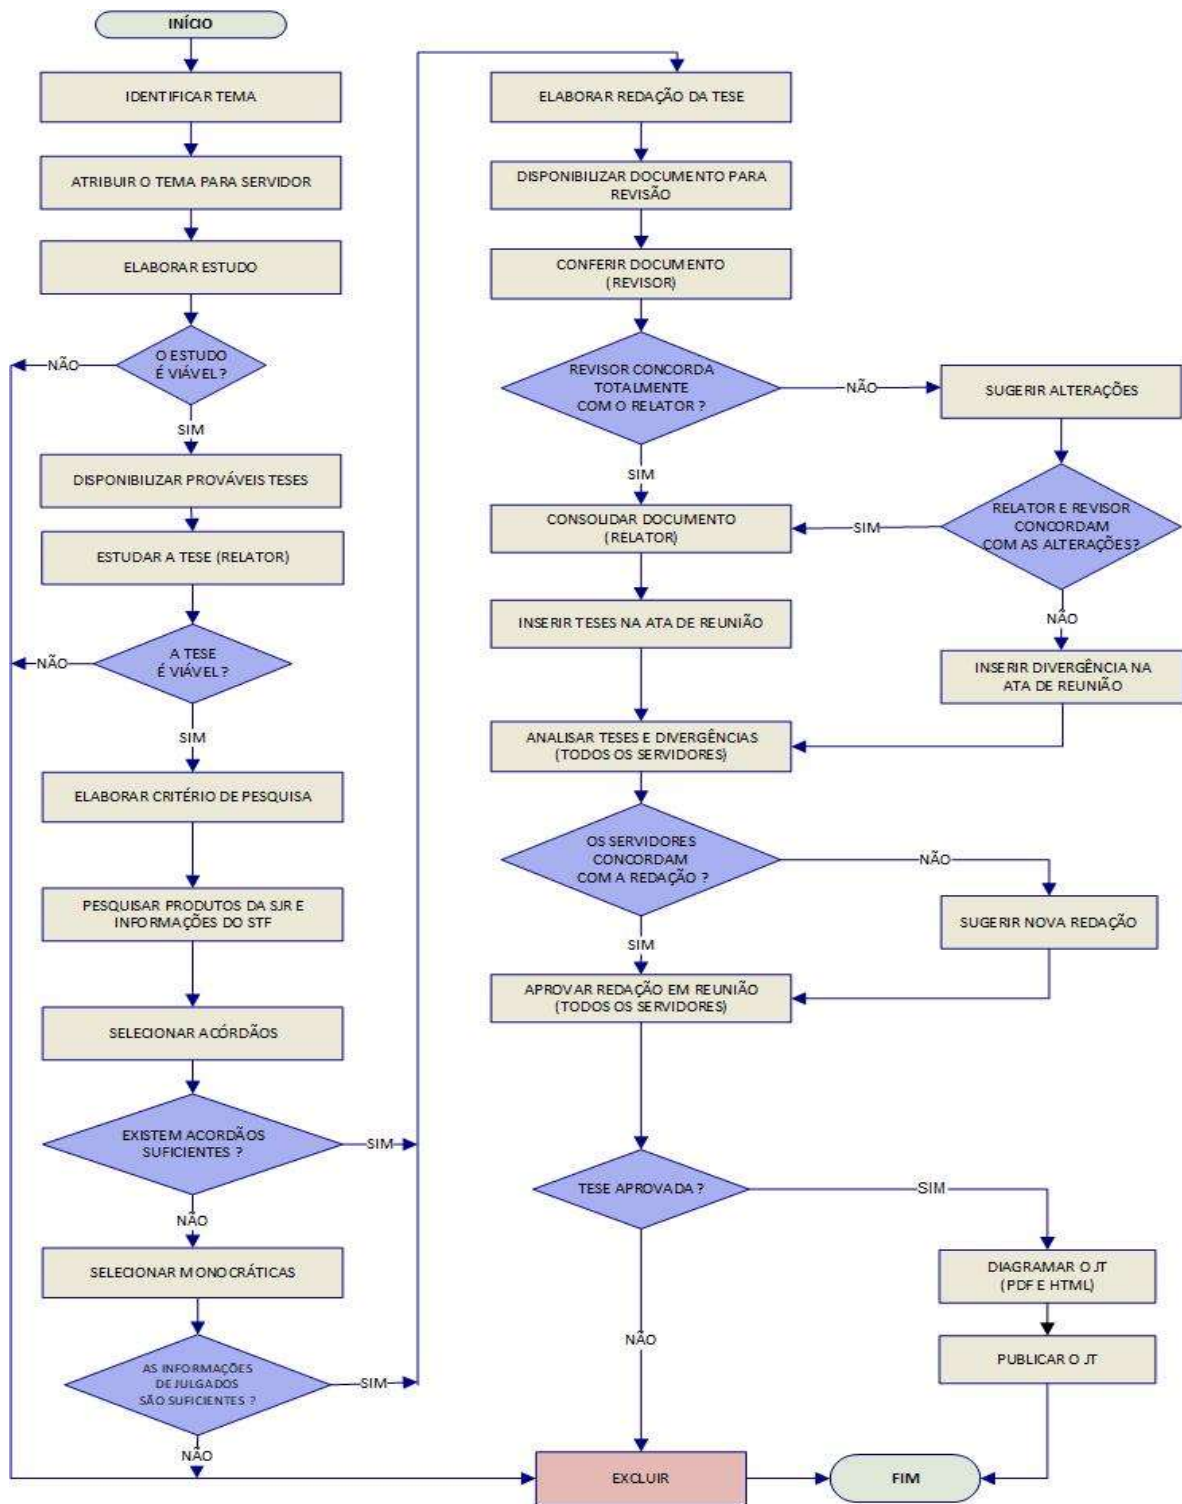 INÍCIO
IDENTIFICAR TEMA
ATRIBUIR O TEMA PARA SERVIDOR
ELABORAR ESTUDO
O ESTUDO
É VIÁVEL?
NÃO
SIM
DISPONIBILIZAR PROVÁVEIS TESES
ESTUDAR A TESE (RELATOR)
A TESE
É VIÁVEL?
NÃO
SIM
ELABORAR CRITÉRIO DE PESQUISA
PESQUISAR PRODUTOS DA SJR E
INFORMAÇÕES DO STF
SELECIONAR ACÓRDÃOS
EXISTEM ACORDÃOS
SUFICIENTES ?
SIM
NÃO
SELECIONAR MONOCRÁTICAS
AS INFORMAÇÕES
DE JULGADOS
SÃO SUFICIENTES ?
SIM
NÃO
ELABORAR REDAÇÃO DA TESE
DISPONIBILIZAR DOCUMENTO PARA
REVISÃO
CONFERIR DOCUMENTO
(REVISOR)
REVISOR CONCORDA
TOTALMENTE
COM O RELATOR ?
NÃO
SIM
SUGERIR ALTERAÇÕES
RELATOR E REVISOR
CONCORDAM
COM AS ALTERAÇÕES?
SIM
NÃO
CONSOLIDAR DOCUMENTO
(RELATOR)
INSERIR TESES NA ATA DE REUNIÃO
INSERIR DIVERGÊNCIA NA
ATA DE REUNIÃO
ANALISAR TESES E DIVERGÊNCIAS
(TODOS OS SERVIDORES)
OS SERVIDORES
CONCORDAM
COM A REDAÇÃO ?
NÃO
SIM
SUGERIR NOVA REDAÇÃO
APROVAR REDAÇÃO EM REUNIÃO
(TODOS OS SERVIDORES)
TESE APROVADA ?
SIM
NÃO
DIAGRAMAR O JT
(PDF E HTML)
PUBLICAR O JT
EXCLUIR
FIM